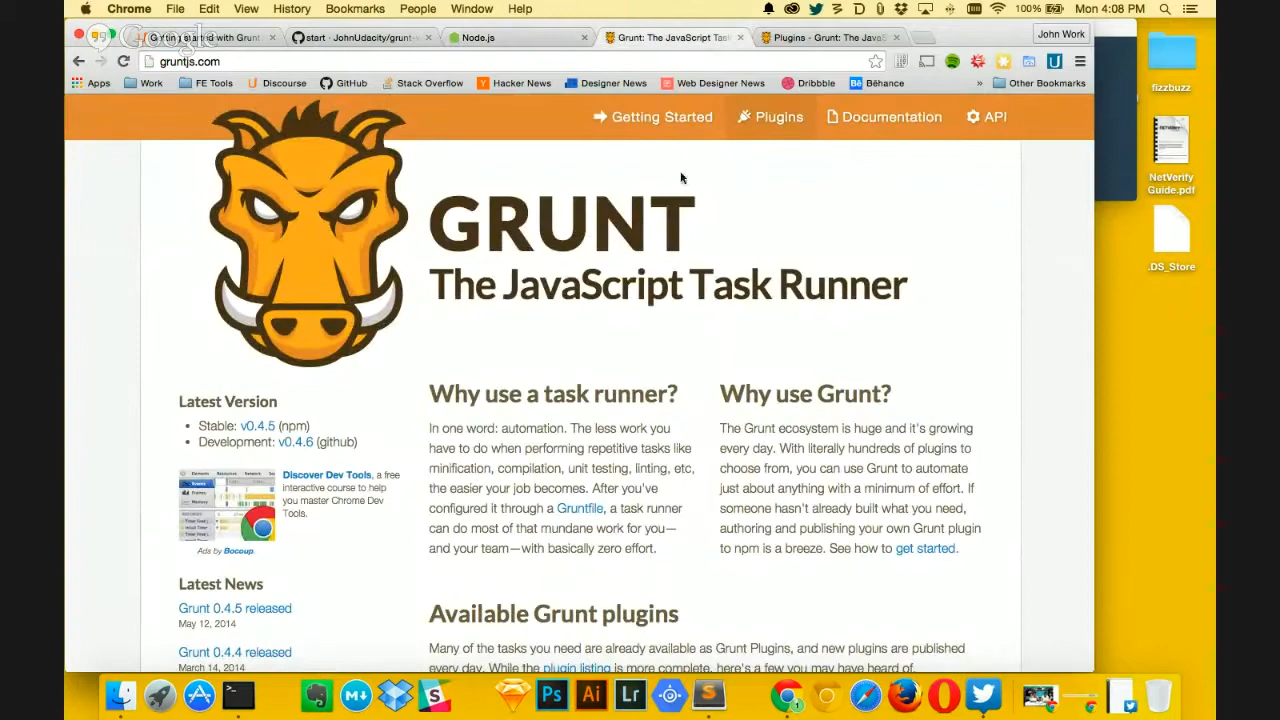 Chrome File Edit View History Bookmarks People Window Help 100% Mon 4:08 PM
Google
Getting started with Grunt
start · JohnUdacity/grunt-
Node.js
Grunt: The JavaScript Task
Plugins - Grunt: The JavaS
John Work
gruntjs.com
Apps Work FE Tools Discourse GitHub Stack Overflow Hacker News Designer News Web Designer News Dribbble Bēhance » Other Bookmarks
Getting Started Plugins Documentation API
GRUNT
The JavaScript Task Runner
Latest Version
Stable: v0.4.5 (npm)
Development: v0.4.6 (github)
Discover Dev Tools, a free
interactive course to help
you master Chrome Dev
Tools.
Ads by Bocoup.
Latest News
Grunt 0.4.5 released
May 12, 2014
Grunt 0.4.4 released
March 14, 2014
Why use a task runner?
In one word: automation. The less work you
have to do when performing repetitive tasks like
minification, compilation, unit testing, linting, etc,
the easier your job becomes. After you've
configured it through a Gruntfile, a task runner
can do most of that mundane work for you—
and your team—with basically zero effort.
Why use Grunt?
The Grunt ecosystem is huge and it's growing
every day. With literally hundreds of plugins to
choose from, you can use Grunt to automate
just about anything with a minimum of effort. If
someone hasn't already built what you need,
authoring and publishing your own Grunt plugin
to npm is a breeze. See how to get started.
Available Grunt plugins
Many of the tasks you need are already available as Grunt Plugins, and new plugins are published
every day. While the plugin listing is more complete, here's a few you may have heard of.
fizzbuzz
NetVerify
Guide.pdf
.DS_Store
Ps
Ai
Lr